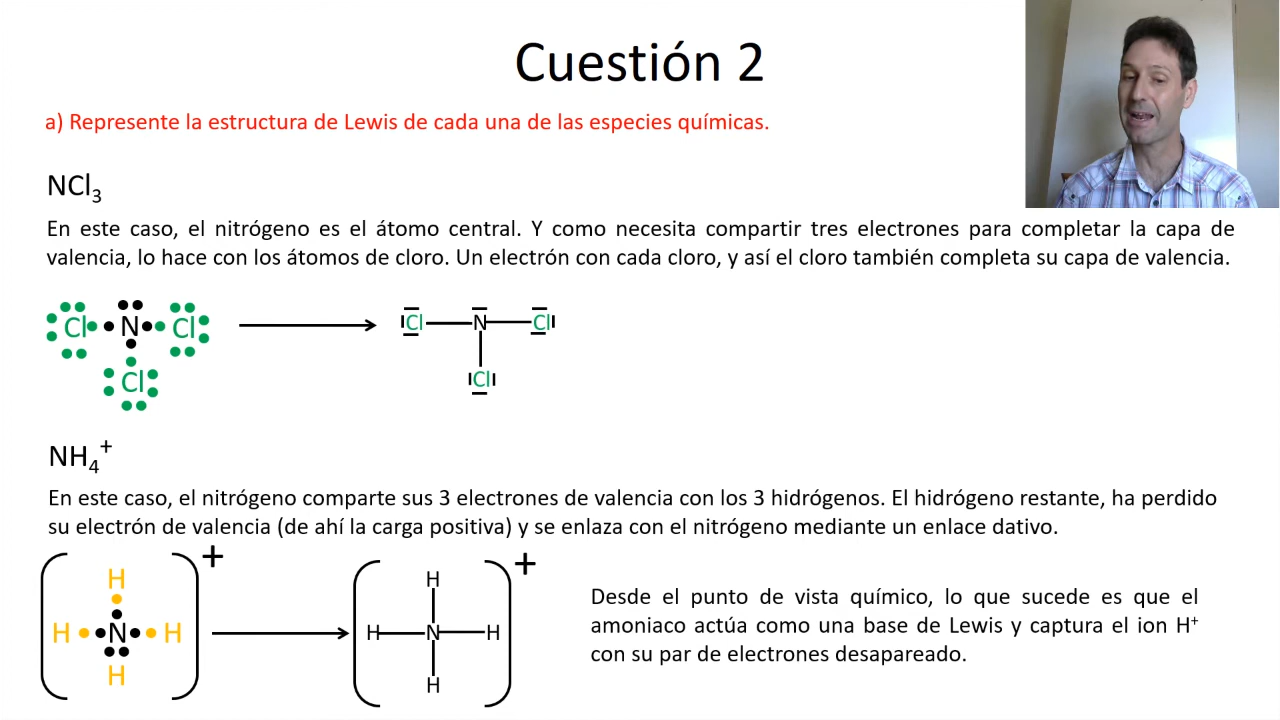 Cuestión 2
a) Represente la estructura de Lewis de cada una de las especies químicas.
NCl₃
En este caso, el nitrógeno es el átomo central. Y como necesita compartir tres electrones para completar la capa de
valencia, lo hace con los átomos de cloro. Un electrón con cada cloro, y así el cloro también completa su capa de valencia.
Cl N Cl
Cl
Cl N Cl
Cl
NH₄⁺
En este caso, el nitrógeno comparte sus 3 electrones de valencia con los 3 hidrógenos. El hidrógeno restante, ha perdido
su electrón de valencia (de ahí la carga positiva) y se enlaza con el nitrógeno mediante un enlace dativo.
+
H
H N H
H
+
H
H N H
H
Desde el punto de vista químico, lo que sucede es que el
amoniaco actúa como una base de Lewis y captura el ion H⁺
con su par de electrones desapareado.